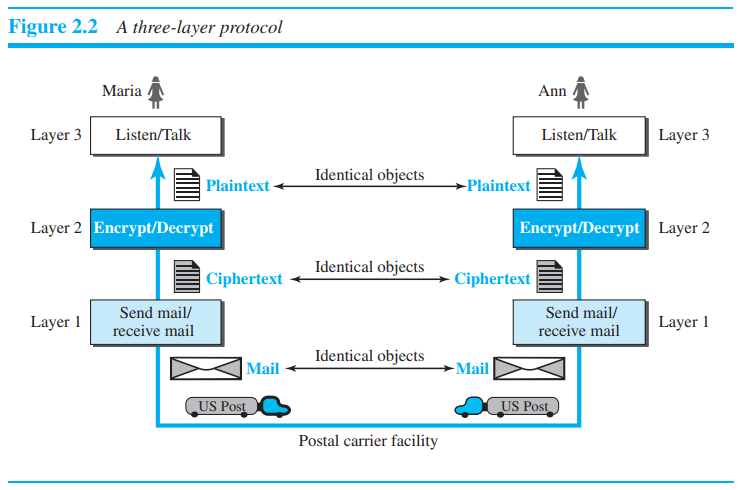 Figure 2.2 A three-layer protocol
Maria
Ann
Layer 3
Listen/Talk
Listen/Talk
Layer 3
Plaintext
Identical objects
Plaintext
Layer 2
Encrypt/Decrypt
Encrypt/Decrypt
Layer 2
Ciphertext
Identical objects
Ciphertext
Layer 1
Send mail/
receive mail
Send mail/
receive mail
Layer 1
Mail
Identical objects
Mail
US Post
US Post
Postal carrier facility